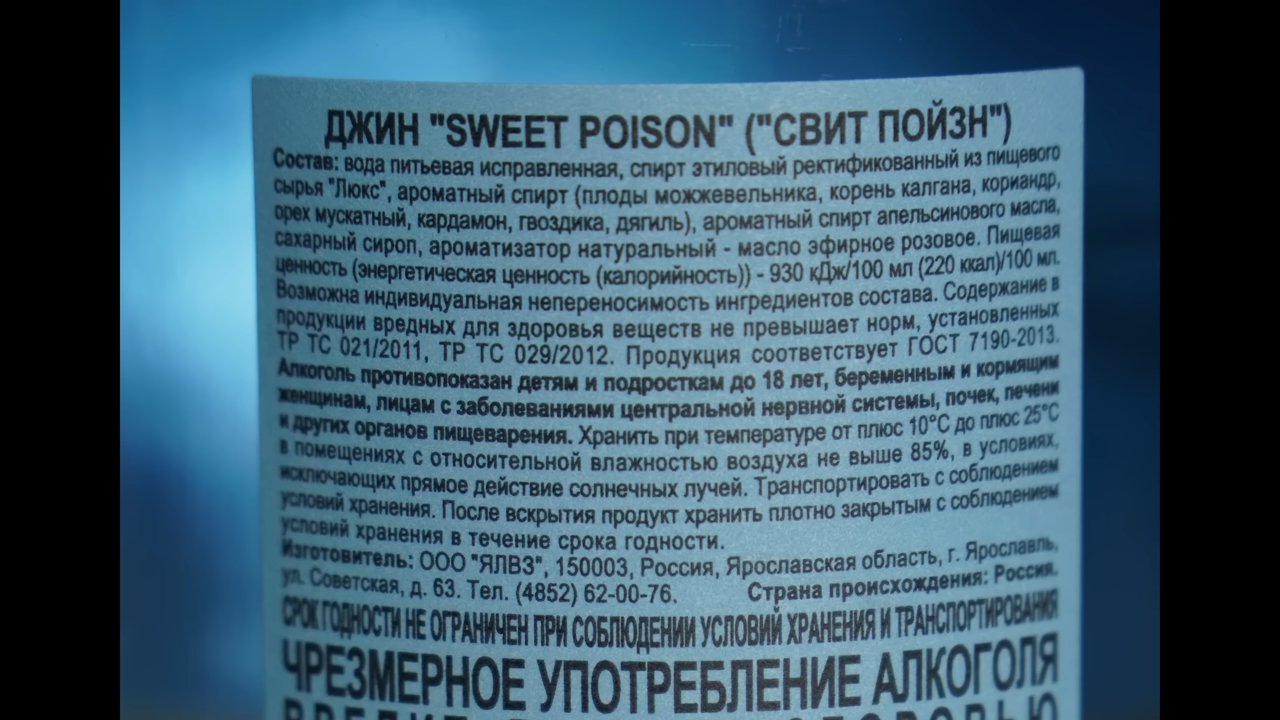 ДЖИН "SWEET POISON" ("СВИТ ПОЙЗН")
Состав: вода питьевая исправленная, спирт этиловый ректификованный из пищевого
сырья "Люкс", ароматный спирт (плоды можжевельника, корень калгана, кориандр,
орех мускатный, кардамон, гвоздика, дягиль), ароматный спирт апельсинового масла,
сахарный сироп, ароматизатор натуральный - масло эфирное розовое. Пищевая
ценность (энергетическая ценность (калорийность)) - 930 кДж/100 мл (220 ккал)/100 мл.
Возможна индивидуальная непереносимость ингредиентов состава. Содержание в
продукции вредных для здоровья веществ не превышает норм, установленных
ТР ТС 021/2011, ТР ТС 029/2012. Продукция соответствует ГОСТ 7190-2013.
Алкоголь противопоказан детям и подросткам до 18 лет, беременным и кормящим
женщинам, лицам с заболеваниями центральной нервной системы, почек, печени
и других органов пищеварения. Хранить при температуре от плюс 10°С до плюс 25°С
в помещениях с относительной влажностью воздуха не выше 85%, в условиях,
исключающих прямое действие солнечных лучей. Транспортировать с соблюдением
условий хранения. После вскрытия продукт хранить плотно закрытым с соблюдением
условий хранения в течение срока годности.
Изготовитель: ООО "ЯЛВЗ", 150003, Россия, Ярославская область, г. Ярославль,
ул. Советская, д. 63. Тел. (4852) 62-00-76. Страна происхождения: Россия.
СРОК ГОДНОСТИ НЕ ОГРАНИЧЕН ПРИ СОБЛЮДЕНИИ УСЛОВИЙ ХРАНЕНИЯ И ТРАНСПОРТИРОВАНИЯ
ЧРЕЗМЕРНОЕ УПОТРЕБЛЕНИЕ АЛКОГОЛЯ